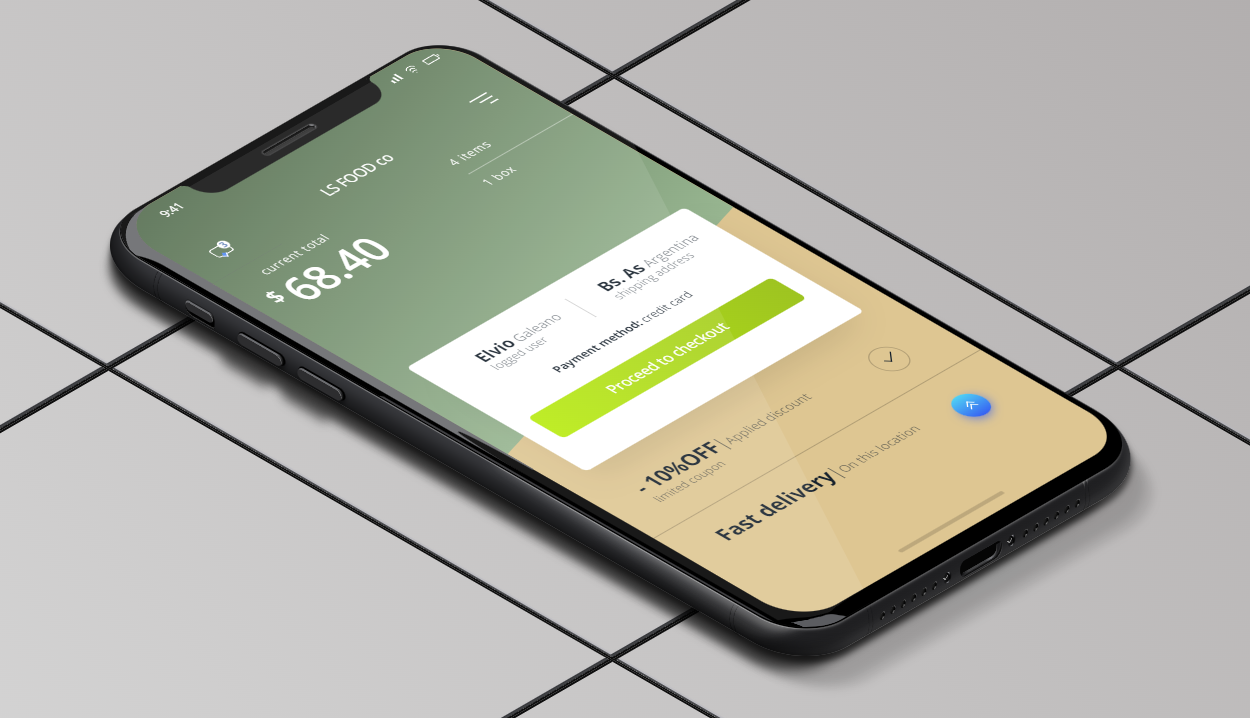 9:41
LS FOOD co
current total
$ 68.40
4 items
1 box
Elvio Galeano
logged user
Bs. As Argentina
shipping address
Payment method: credit card
Proceed to checkout
- 10%OFF | Applied discount
limited coupon
Fast delivery | On this location